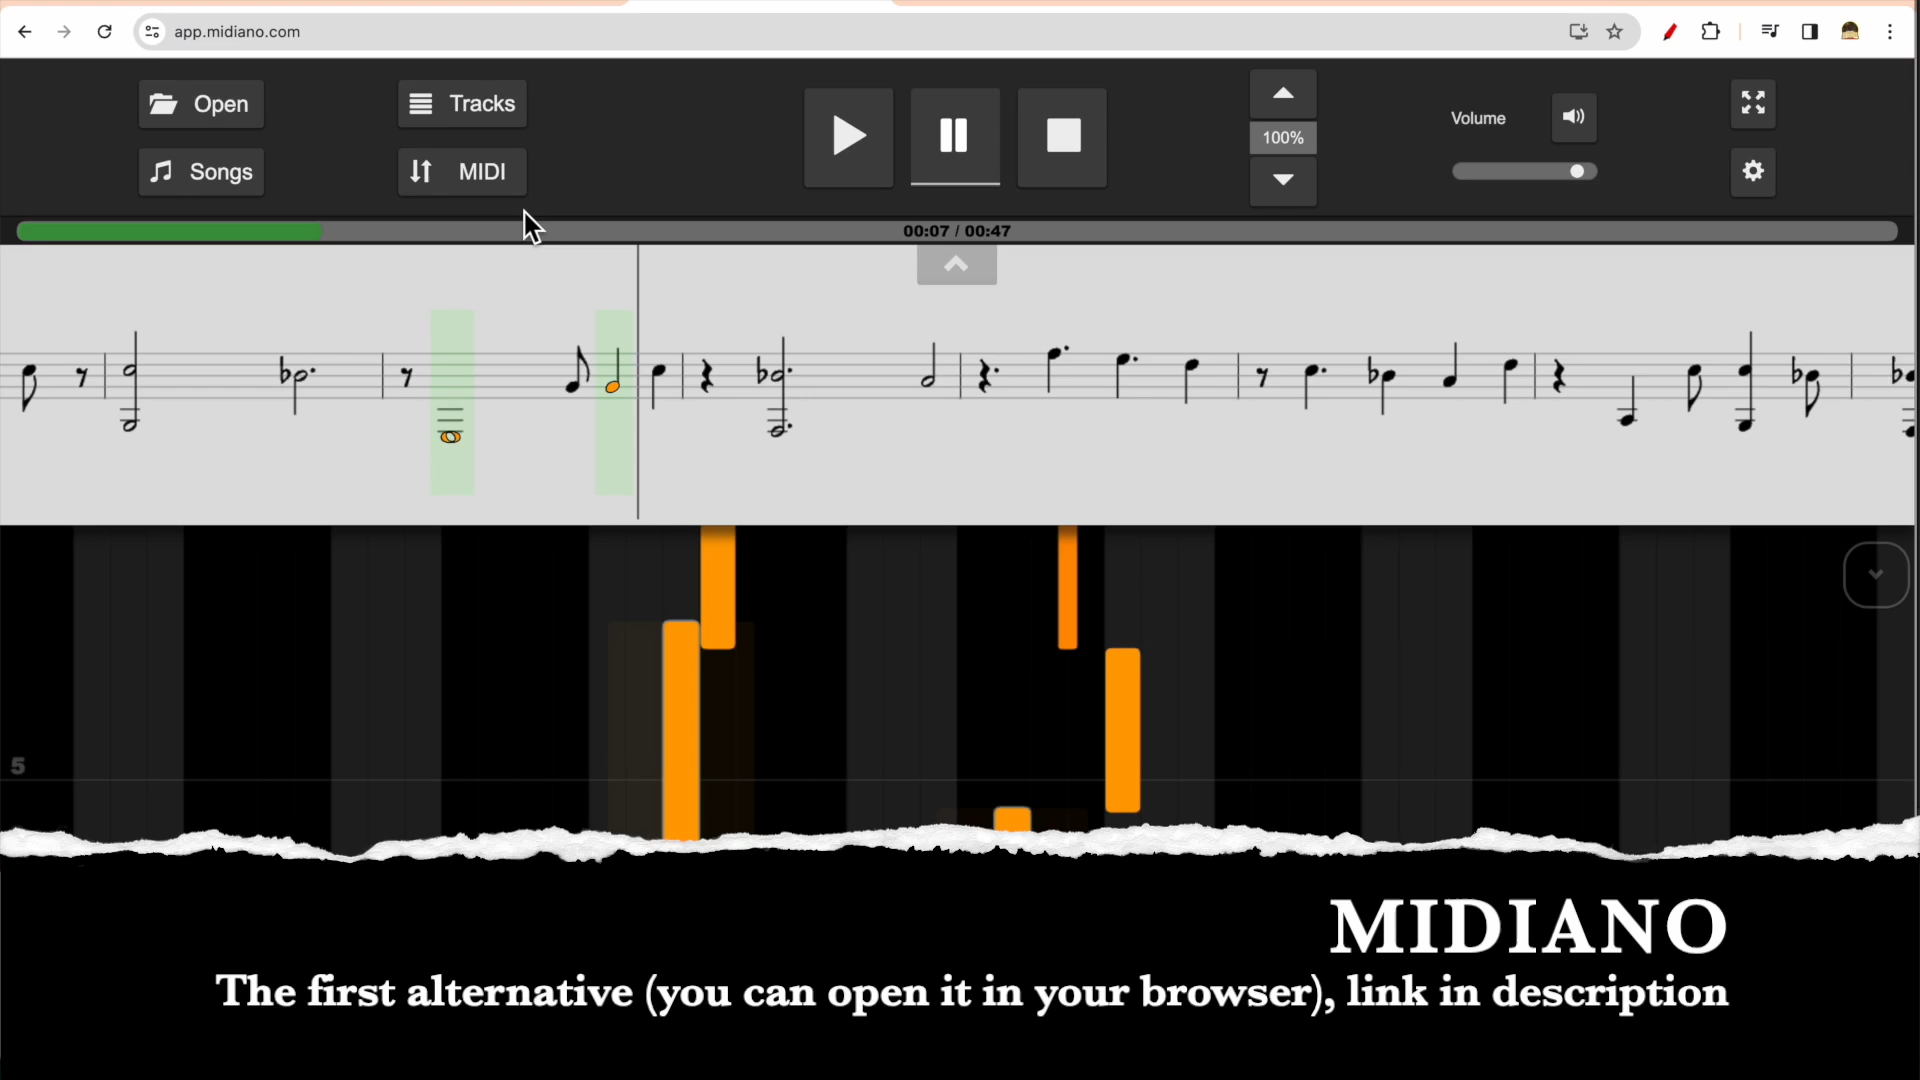 app.midiano.com
Open
Tracks
100%
Volume
Songs
MIDI
00:07 / 00:47
5
MIDIANO
The first alternative (you can open it in your browser), link in description